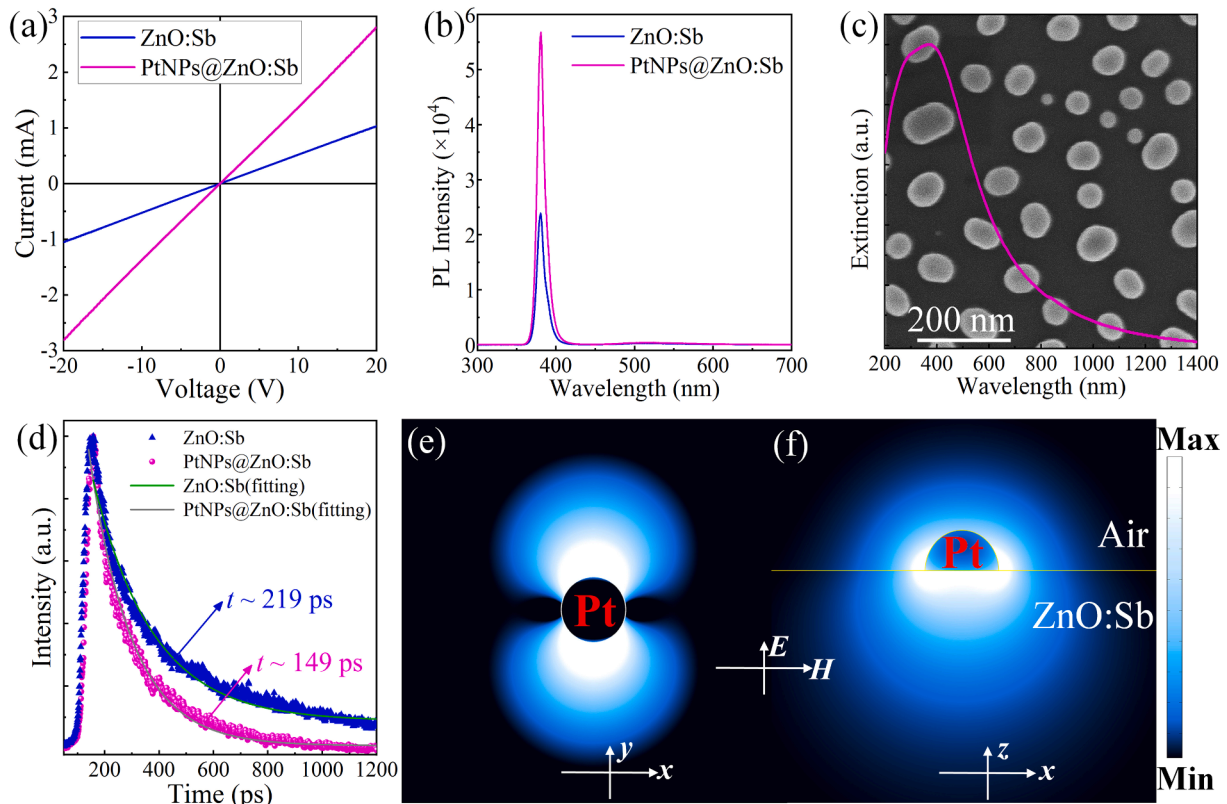 (a)
ZnO:Sb
PtNPs@ZnO:Sb
Current (mA)
3
2
1
0
-1
-2
-3
-20 -10 0 10 20
Voltage (V)
(b)
ZnO:Sb
PtNPs@ZnO:Sb
PL Intensity (×10⁴)
6
5
4
3
2
1
0
300 400 500 600 700
Wavelength (nm)
(c)
Extinction (a.u.)
200 nm
200 400 600 800 1000 1200 1400
Wavelength (nm)
(d)
ZnO:Sb
PtNPs@ZnO:Sb
ZnO:Sb(fitting)
PtNPs@ZnO:Sb(fitting)
t ~ 219 ps
t ~ 149 ps
Intensity (a.u.)
200 400 600 800 1000 1200
Time (ps)
(e)
Pt
y
x
E
H
(f)
Pt
Air
ZnO:Sb
z
x
Max
Min